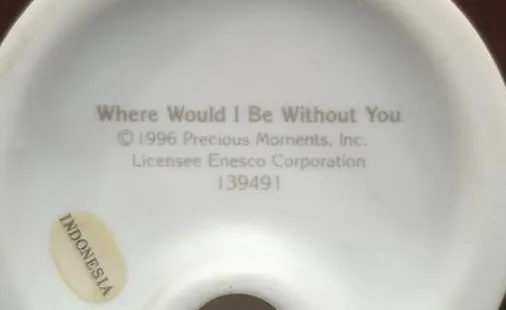 Where Would I Be Without You
© 1996 Precious Moments, Inc.
Licensee Enesco Corporation
139491
INDONESIA